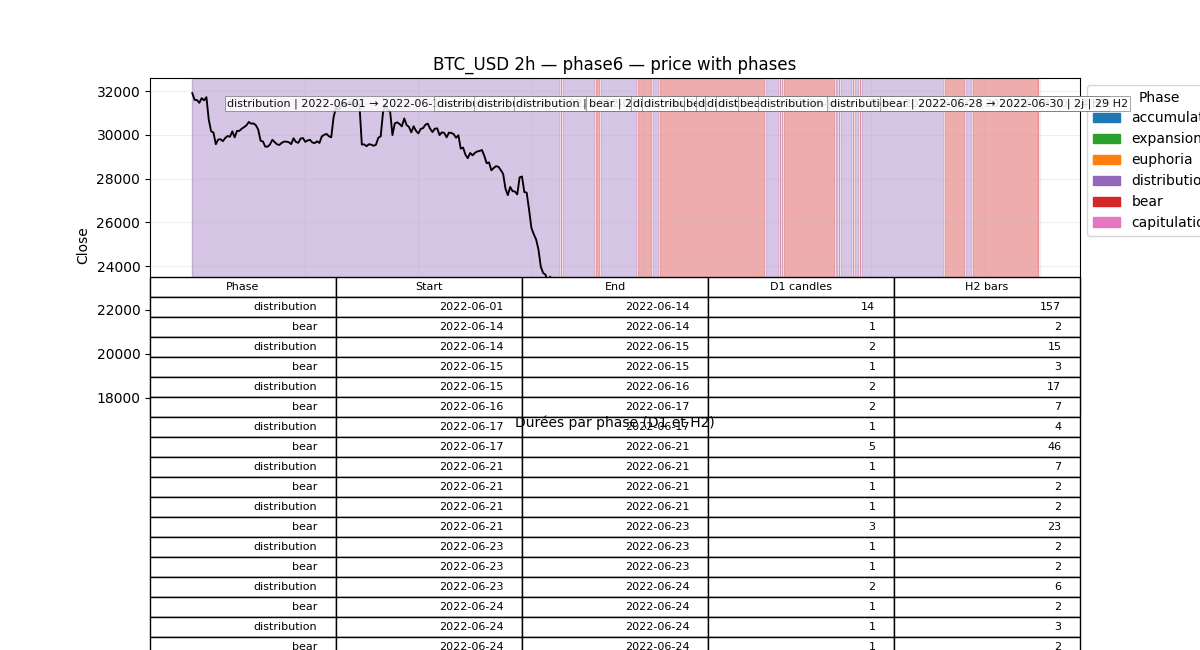 BTC_USD 2h — phase6 — price with phases
distribution | 2022-06-01 → 2022-06-
distribution |
bear | 2
distribution
bear | 2022-06-28 → 2022-06-30 | 2j | 29 H2
Phase
accumulat
expansion
euphoria
distributio
bear
capitulatio
Close
32000
30000
28000
26000
24000
22000
20000
18000
Phase Start End D1 candles H2 bars
distribution 2022-06-01 2022-06-14 14 157
bear 2022-06-14 2022-06-14 1 2
distribution 2022-06-14 2022-06-15 2 15
bear 2022-06-15 2022-06-15 1 3
distribution 2022-06-15 2022-06-16 2 17
bear 2022-06-16 2022-06-17 2 7
Durées par phase (D1 et H2)
distribution 2022-06-17 2022-06-17 1 4
bear 2022-06-17 2022-06-21 5 46
distribution 2022-06-21 2022-06-21 1 7
bear 2022-06-21 2022-06-21 1 2
distribution 2022-06-21 2022-06-21 1 2
bear 2022-06-21 2022-06-23 3 23
distribution 2022-06-23 2022-06-23 1 2
bear 2022-06-23 2022-06-23 1 2
distribution 2022-06-23 2022-06-24 2 6
bear 2022-06-24 2022-06-24 1 2
distribution 2022-06-24 2022-06-24 1 3
bear 2022-06-24 2022-06-24 1 2